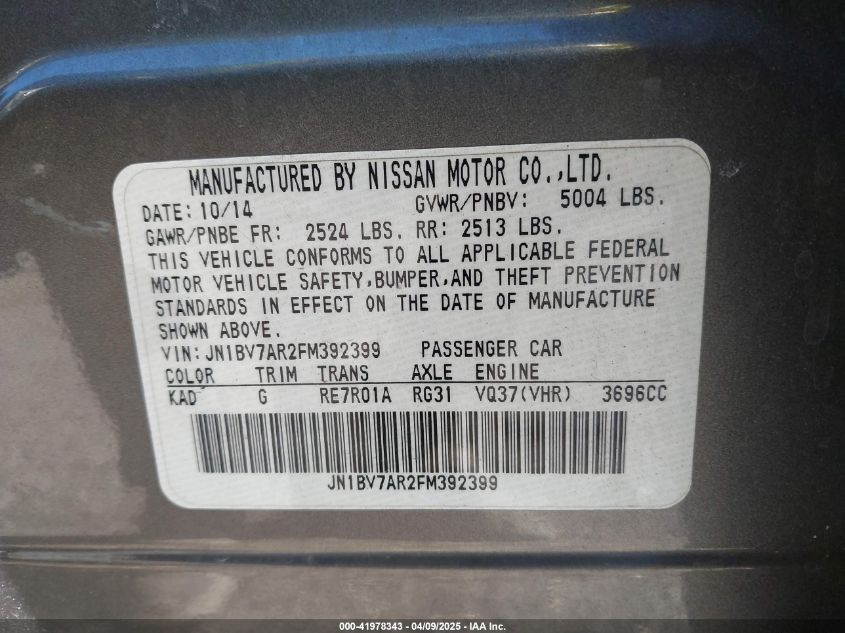 MANUFACTURED BY NISSAN MOTOR CO.,LTD.
DATE: 10/14 GVWR/PNBV: 5004 LBS.
GAWR/PNBE FR: 2524 LBS. RR: 2513 LBS.
THIS VEHICLE CONFORMS TO ALL APPLICABLE FEDERAL
MOTOR VEHICLE SAFETY,BUMPER,AND THEFT PREVENTION
STANDARDS IN EFFECT ON THE DATE OF MANUFACTURE
SHOWN ABOVE.
VIN: JN1BV7AR2FM392399 PASSENGER CAR
COLOR TRIM TRANS AXLE ENGINE
KAD G RE7R01A RG31 VQ37(VHR) 3696CC
JN1BV7AR2FM392399
000-41978343 - 04/09/2025 - IAA Inc.